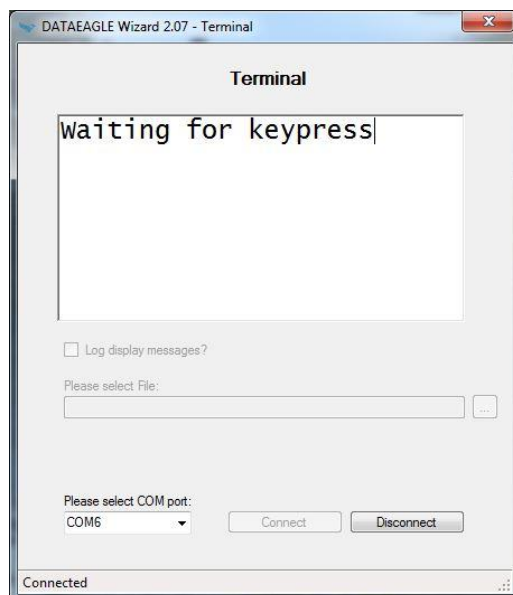 DATAEAGLE Wizard 2.07 - Terminal
Terminal
Waiting for keypress
Log display messages?
Please select File:
...
Please select COM port:
COM6
Connect
Disconnect
Connected